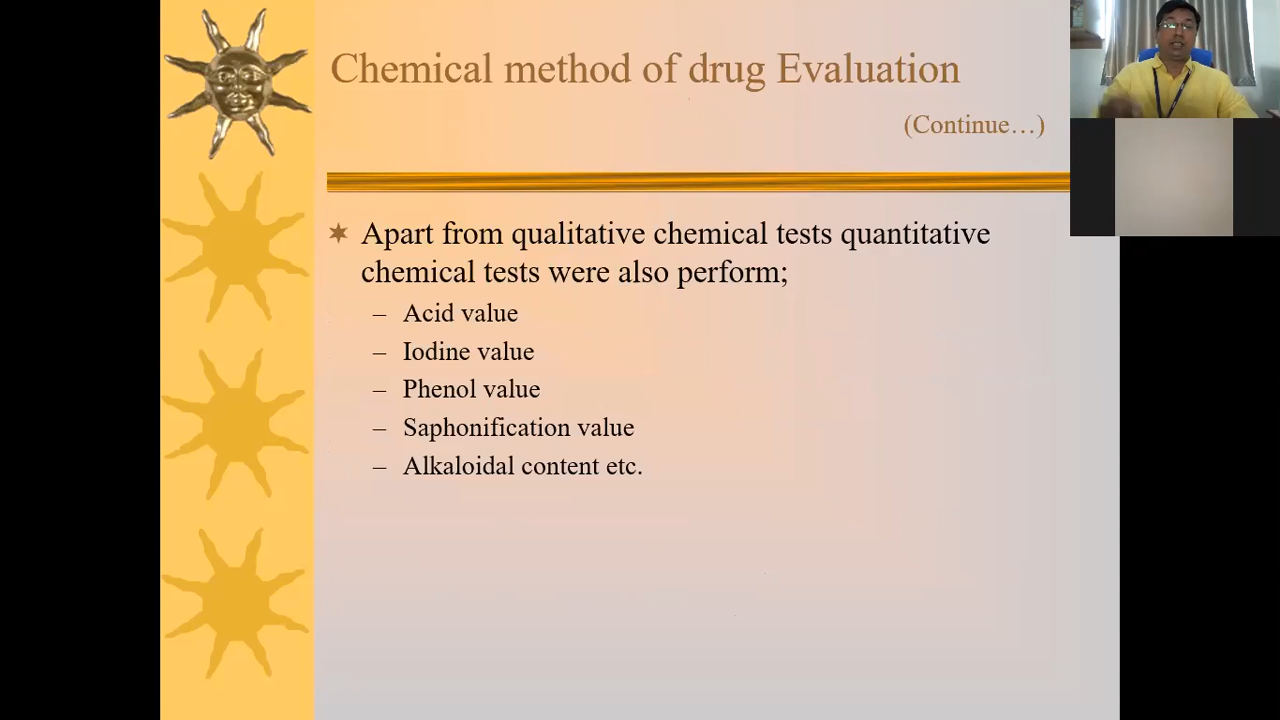 Chemical method of drug Evaluation
(Continue…)
Apart from qualitative chemical tests quantitative
chemical tests were also perform;
– Acid value
– Iodine value
– Phenol value
– Saphonification value
– Alkaloidal content etc.